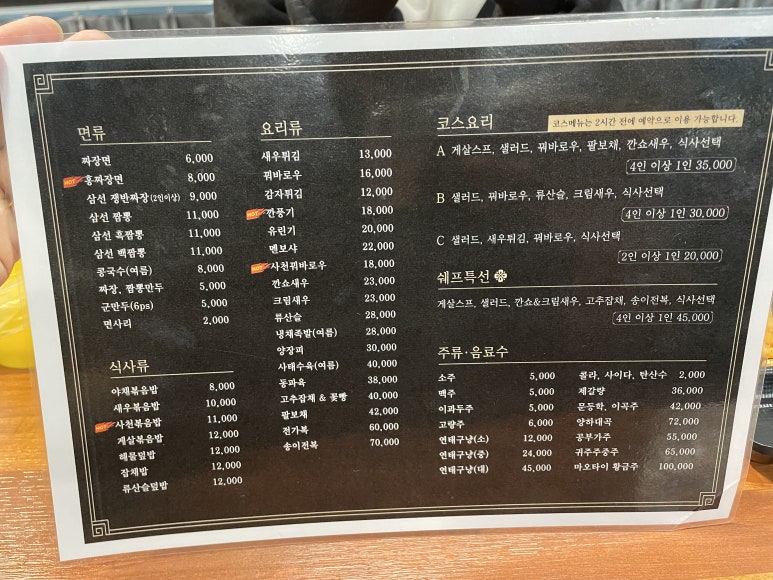 면류
짜장면 6,000
HOT 홍짜장면 8,000
삼선 쟁반짜장(2인이상) 9,000
삼선 짬뽕 11,000
삼선 흑짬뽕 11,000
삼선 백짬뽕 11,000
콩국수(여름) 8,000
짜장, 짬뽕만두 5,000
군만두(6ps) 5,000
면사리 2,000
식사류
야채볶음밥 8,000
새우볶음밥 10,000
HOT 사천볶음밥 11,000
게살볶음밥 12,000
해물덮밥 12,000
잡채밥 12,000
류산슬덮밥 12,000
요리류
새우튀김 13,000
꿔바로우 16,000
감자튀김 12,000
HOT 깐풍기 18,000
유린기 20,000
멘보샤 22,000
HOT 사천꿔바로우 18,000
깐쇼새우 23,000
크림새우 23,000
류산슬 28,000
냉채족발(여름) 28,000
양장피 30,000
사태수육(여름) 40,000
동파육 38,000
고추잡채 & 꽃빵 40,000
팔보채 42,000
전가복 60,000
송이전복 70,000
코스요리 코스메뉴는 2시간 전에 예약으로 이용 가능합니다.
A 게살스프, 샐러드, 꿔바로우, 팔보채, 깐쇼새우, 식사선택
4인 이상 1인 35,000
B 샐러드, 꿔바로우, 류산슬, 크림새우, 식사선택
4인 이상 1인 30,000
C 샐러드, 새우튀김, 꿔바로우, 식사선택
2인 이상 1인 20,000
쉐프특선
게살스프, 샐러드, 깐쇼&크림새우, 고추잡채, 송이전복, 식사선택
4인 이상 1인 45,000
주류·음료수
소주 5,000
맥주 5,000
이과두주 5,000
고량주 6,000
연태구냥(소) 12,000
연태구냥(중) 24,000
연태구냥(대) 45,000
콜라, 사이다, 탄산수 2,000
제갈량 36,000
문등학, 이곡주 42,000
양하대곡 72,000
공부가주 55,000
귀주주중주 65,000
마오타이 황금주 100,000